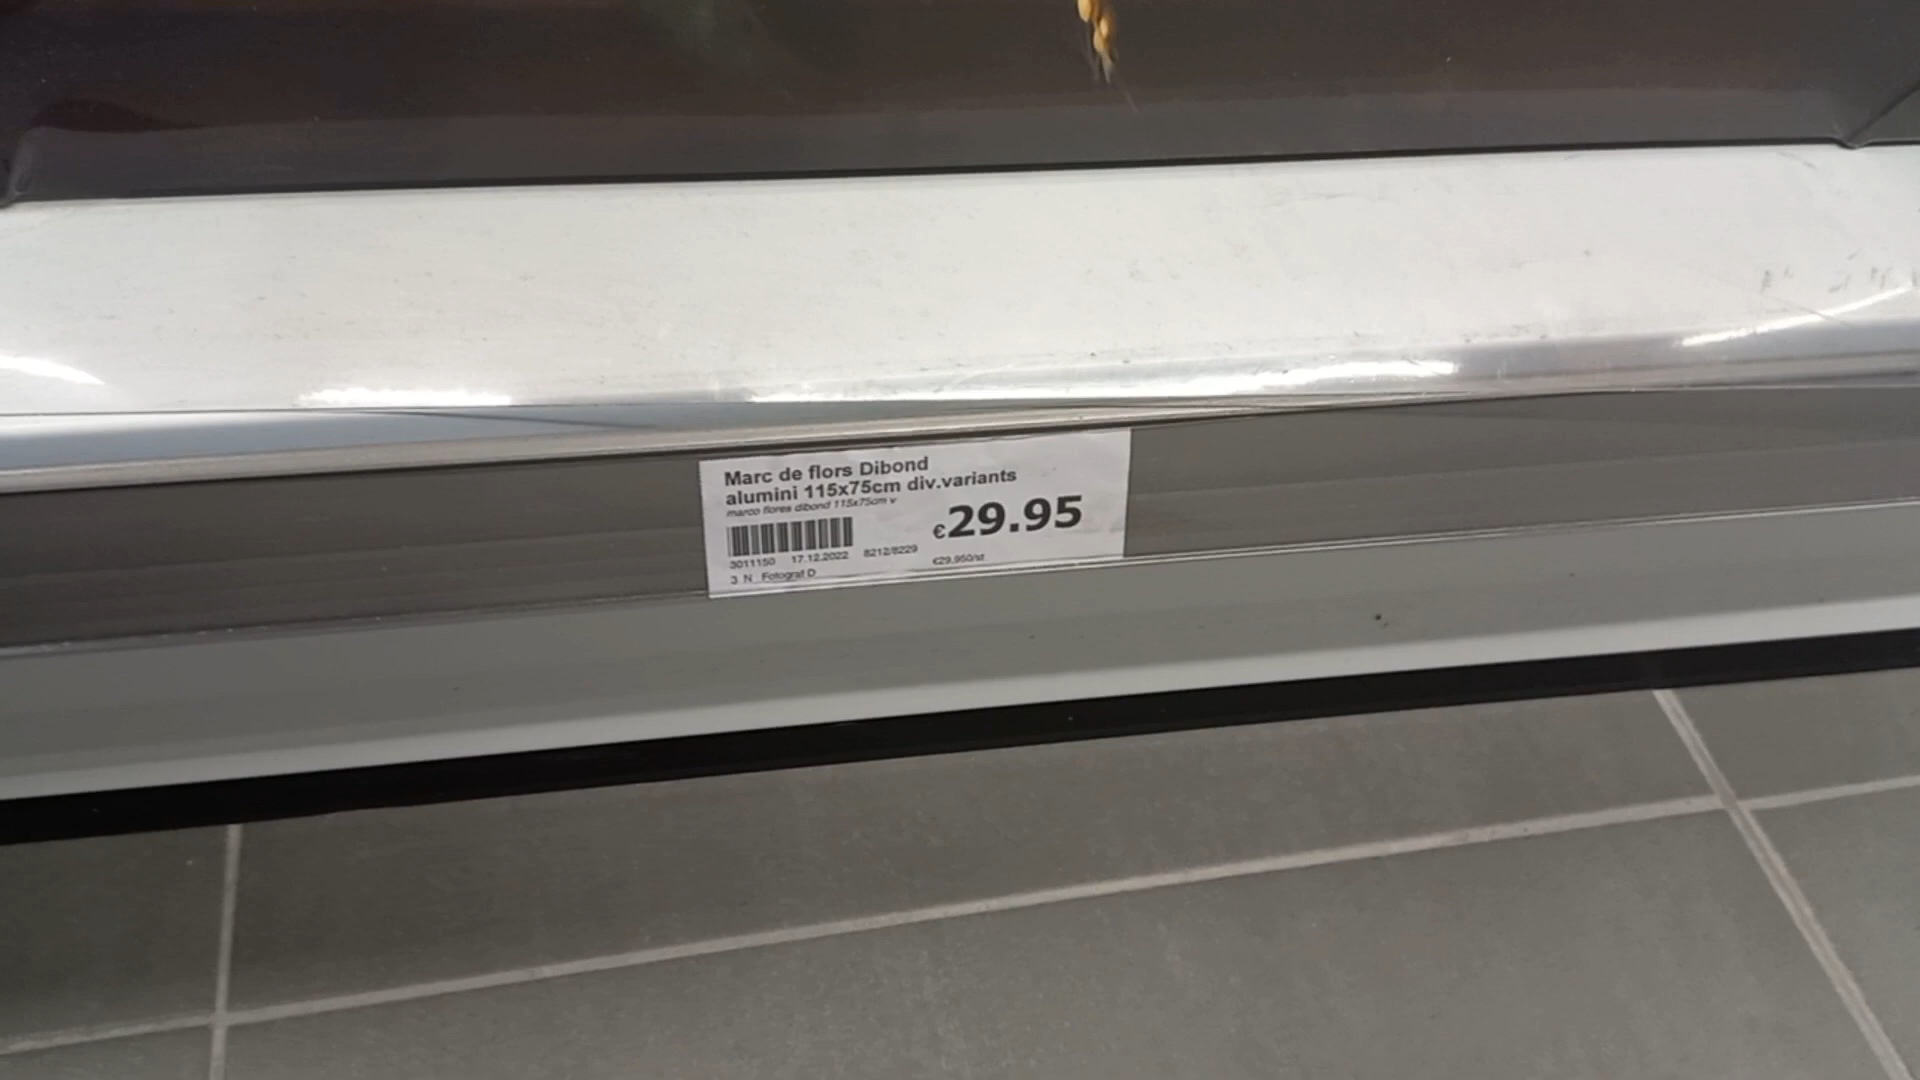 Marc de flors Dibond
alumini 115x75cm div.variants
marco flores dibond 115x75cm v
€29.95
3011150 17.12.2022 8212/8229 €29.950/st
3 N Fotograf D